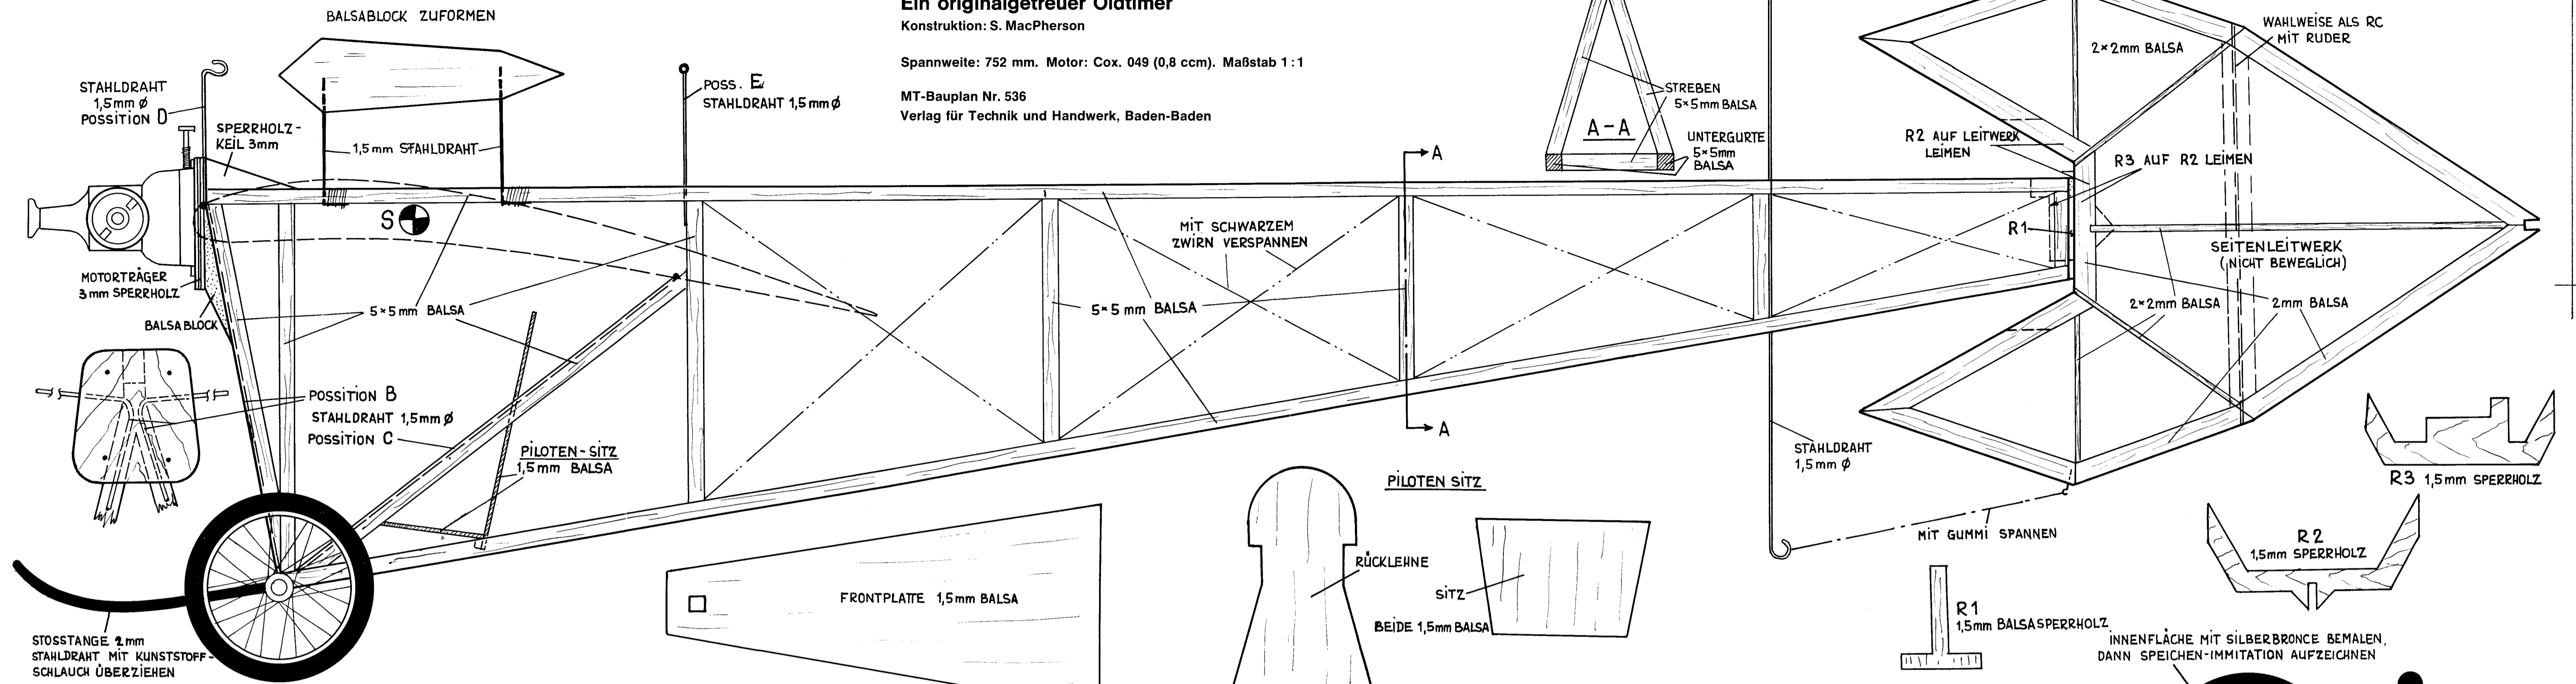 BALSABLOCK ZUFORMEN
Ein originalgetreuer Oldtimer
Konstruktion: S. MacPherson
Spannweite: 752 mm. Motor: Cox. 049 (0,8 ccm). Maßstab 1:1
MT-Bauplan Nr. 536
Verlag für Technik und Handwerk, Baden-Baden
STAHLDRAHT
1,5mm ø
POSSITION D
SPERRHOLZ-
KEIL 3mm
1,5mm STAHLDRAHT
POSS. E
STAHLDRAHT 1,5mm ø
STREBEN
5×5mm BALSA
A-A
UNTERGURTE
5×5mm
BALSA
WAHLWEISE ALS RC
MIT RUDER
2×2mm BALSA
R2 AUF LEITWERK
LEIMEN
R3 AUF R2 LEIMEN
A
S
MIT SCHWARZEM
ZWIRN VERSPANNEN
R1
SEITENLEITWERK
(NICHT BEWEGLICH)
MOTORTRÄGER
3mm SPERRHOLZ
BALSABLOCK
5×5mm BALSA
5×5mm BALSA
2×2mm BALSA
2mm BALSA
POSSITION B
STAHLDRAHT 1,5mm ø
POSSITION C
PILOTEN-SITZ
1,5mm BALSA
A
STAHLDRAHT
1,5mm ø
PILOTEN SITZ
R3 1,5mm SPERRHOLZ
MIT GUMMI SPANNEN
R2
1,5mm SPERRHOLZ
RÜCKLEHNE
SITZ
BEIDE 1,5mm BALSA
FRONTPLATTE 1,5mm BALSA
R1
1,5mm BALSASPERRHOLZ
STOSSTANGE 2mm
STAHLDRAHT MIT KUNSTSTOFF-
SCHLAUCH ÜBERZIEHEN
INNENFLÄCHE MIT SILBERBRONCE BEMALEN,
DANN SPEICHEN-IMMITATION AUFZEICHNEN